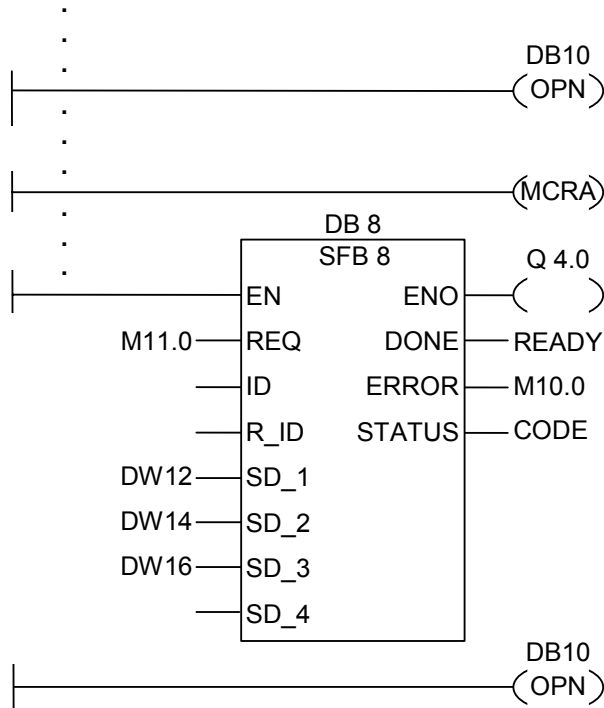 DB10
(OPN)
(MCRA)
DB 8
SFB 8
Q 4.0
EN ENO ( )
M11.0 REQ DONE READY
ID ERROR M10.0
R_ID STATUS CODE
DW12 SD_1
DW14 SD_2
DW16 SD_3
SD_4
DB10
(OPN)